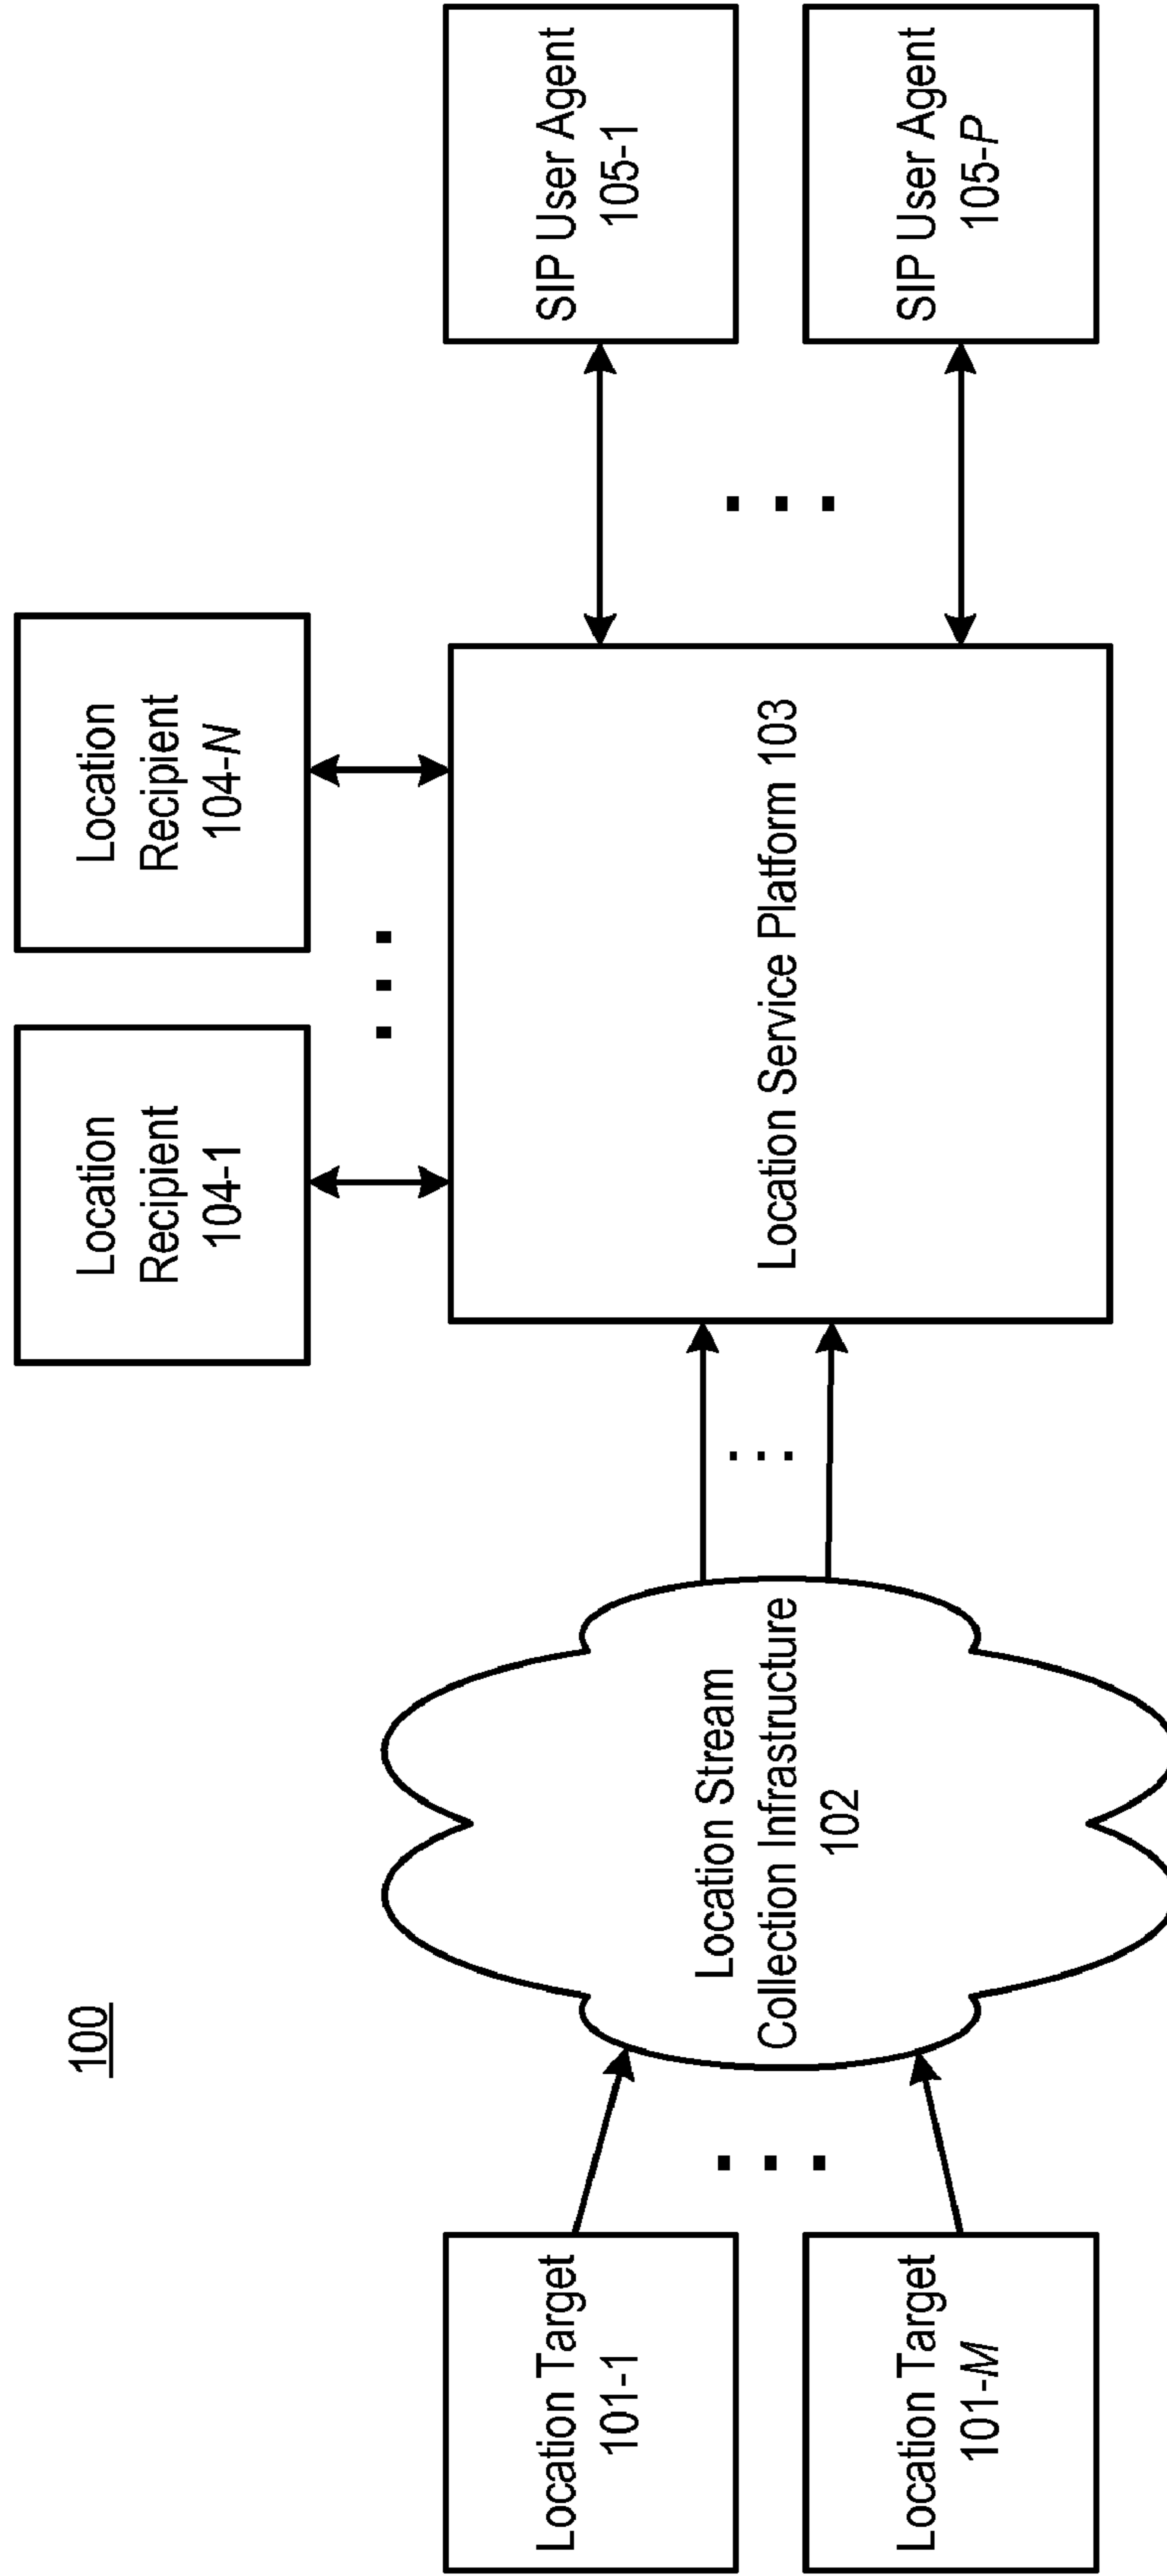 100
Location Recipient
104-1
Location Recipient
104-N
Location Target
101-1
Location Target
101-M
Location Stream
Collection Infrastructure
102
Location Service Platform 103
SIP User Agent
105-1
SIP User Agent
105-P